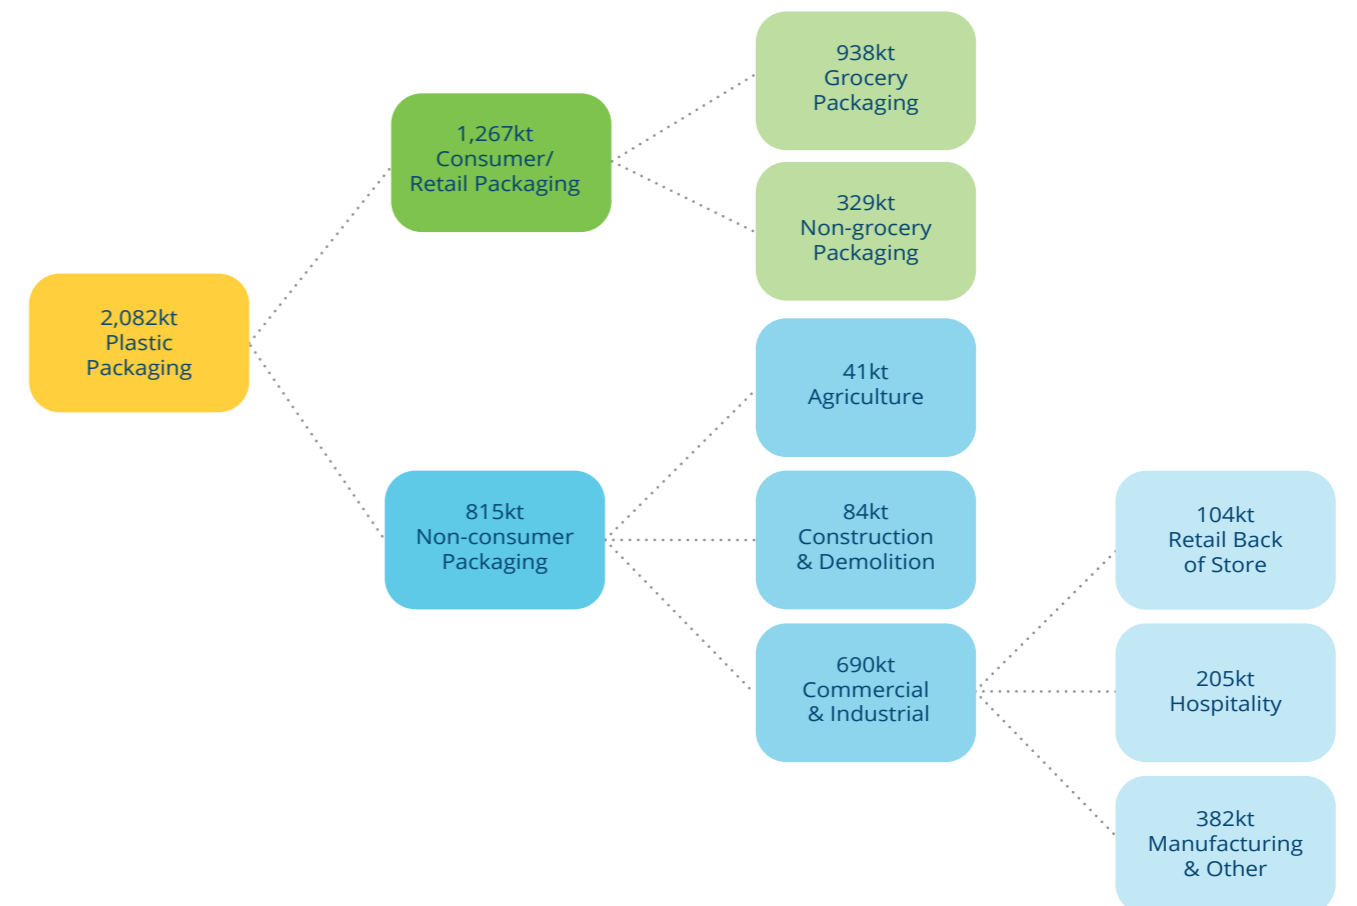 938kt
Grocery
Packaging
1,267kt
Consumer/
Retail Packaging
329kt
Non-grocery
Packaging
2,082kt
Plastic
Packaging
41kt
Agriculture
815kt
Non-consumer
Packaging
84kt
Construction
& Demolition
104kt
Retail Back
of Store
690kt
Commercial
& Industrial
205kt
Hospitality
382kt
Manufacturing
& Other